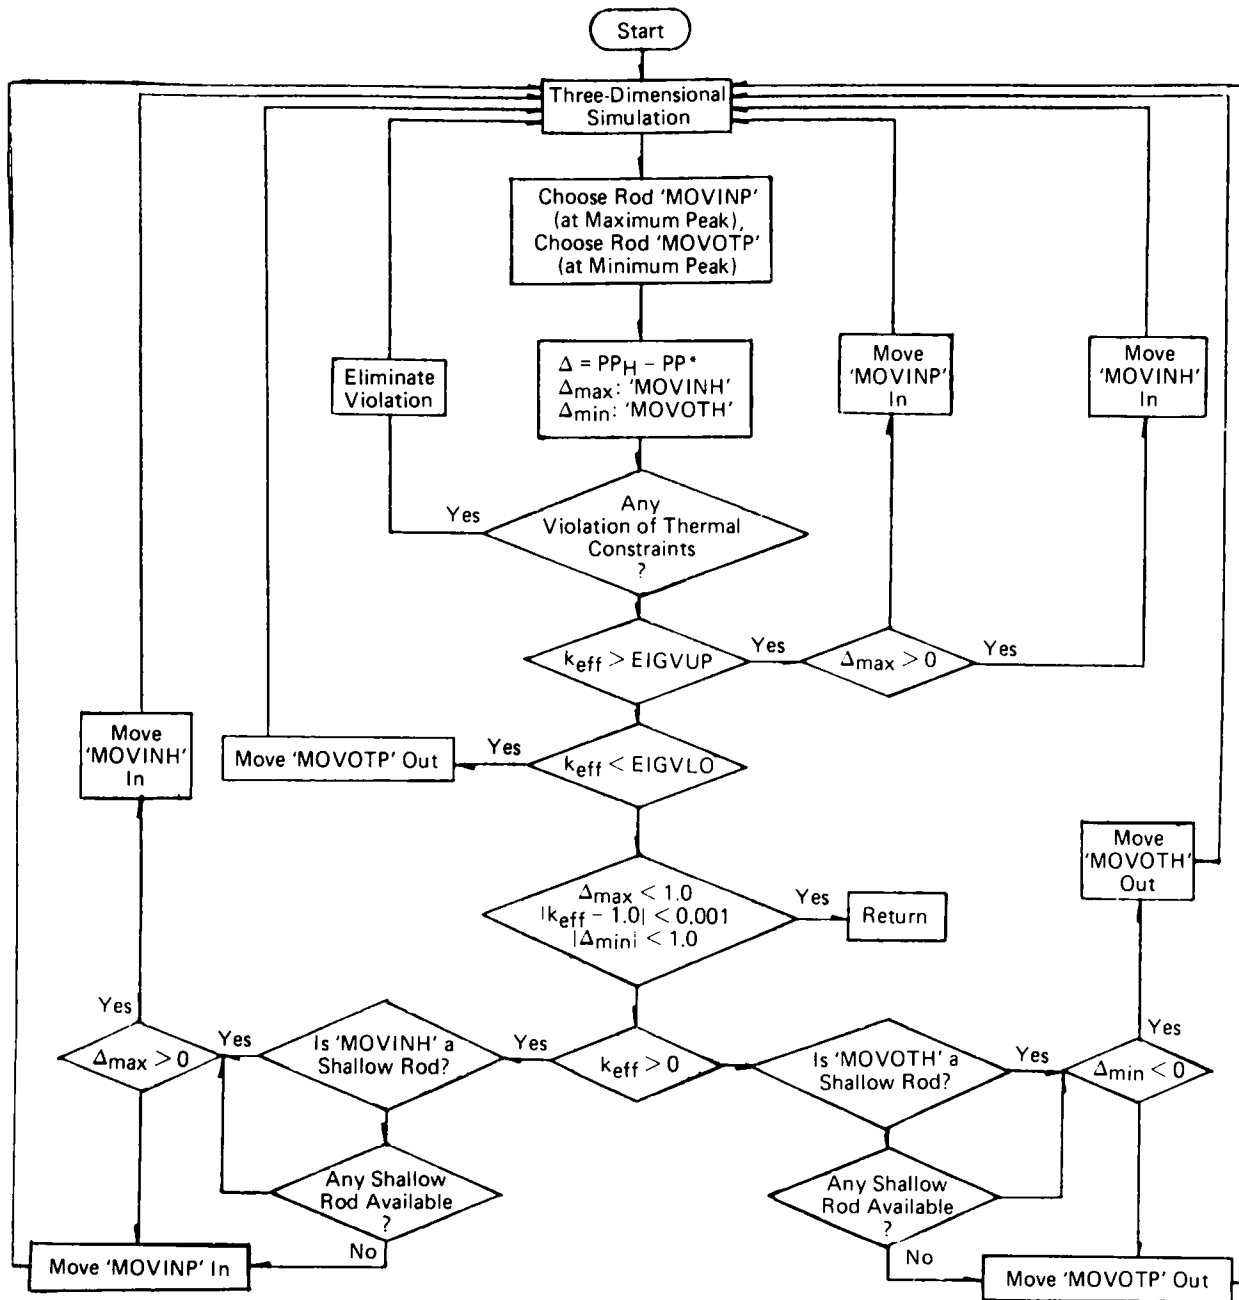 Start
Three-Dimensional
Simulation
Choose Rod 'MOVINP'
(at Maximum Peak),
Choose Rod 'MOVOTP'
(at Minimum Peak)
Δ = PP_H – PP*
Δmax: 'MOVINH'
Δmin: 'MOVOTH'
Eliminate
Violation
Move
'MOVINP'
In
Move
'MOVINH'
In
Any
Violation of Thermal
Constraints
?
Yes
k_eff > EIGVUP
Yes
Δmax > 0
Yes
Move
'MOVINH'
In
Move 'MOVOTP' Out
Yes
k_eff < EIGVLO
Move
'MOVOTH'
Out
Δmax < 1.0
|k_eff – 1.0| < 0.001
|Δmin| < 1.0
Yes
Return
Yes
Δmax > 0
Yes
Is 'MOVINH' a
Shallow Rod?
Yes
k_eff > 0
Is 'MOVOTH' a
Shallow Rod?
Yes
Yes
Δmin < 0
Any Shallow
Rod Available
?
No
Any Shallow
Rod Available
?
No
Move 'MOVINP' In
Move 'MOVOTP' Out